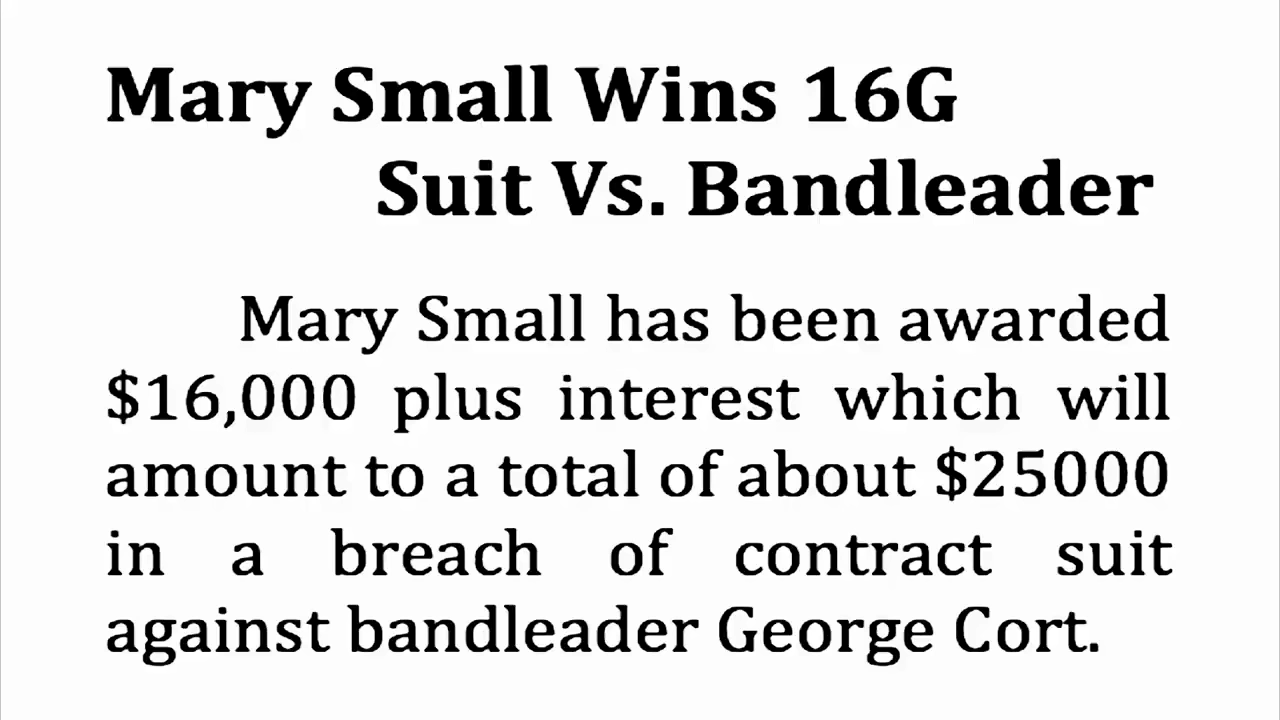 Mary Small Wins 16G
Suit Vs. Bandleader
Mary Small has been awarded
$16,000 plus interest which will
amount to a total of about $25000
in a breach of contract suit
against bandleader George Cort.